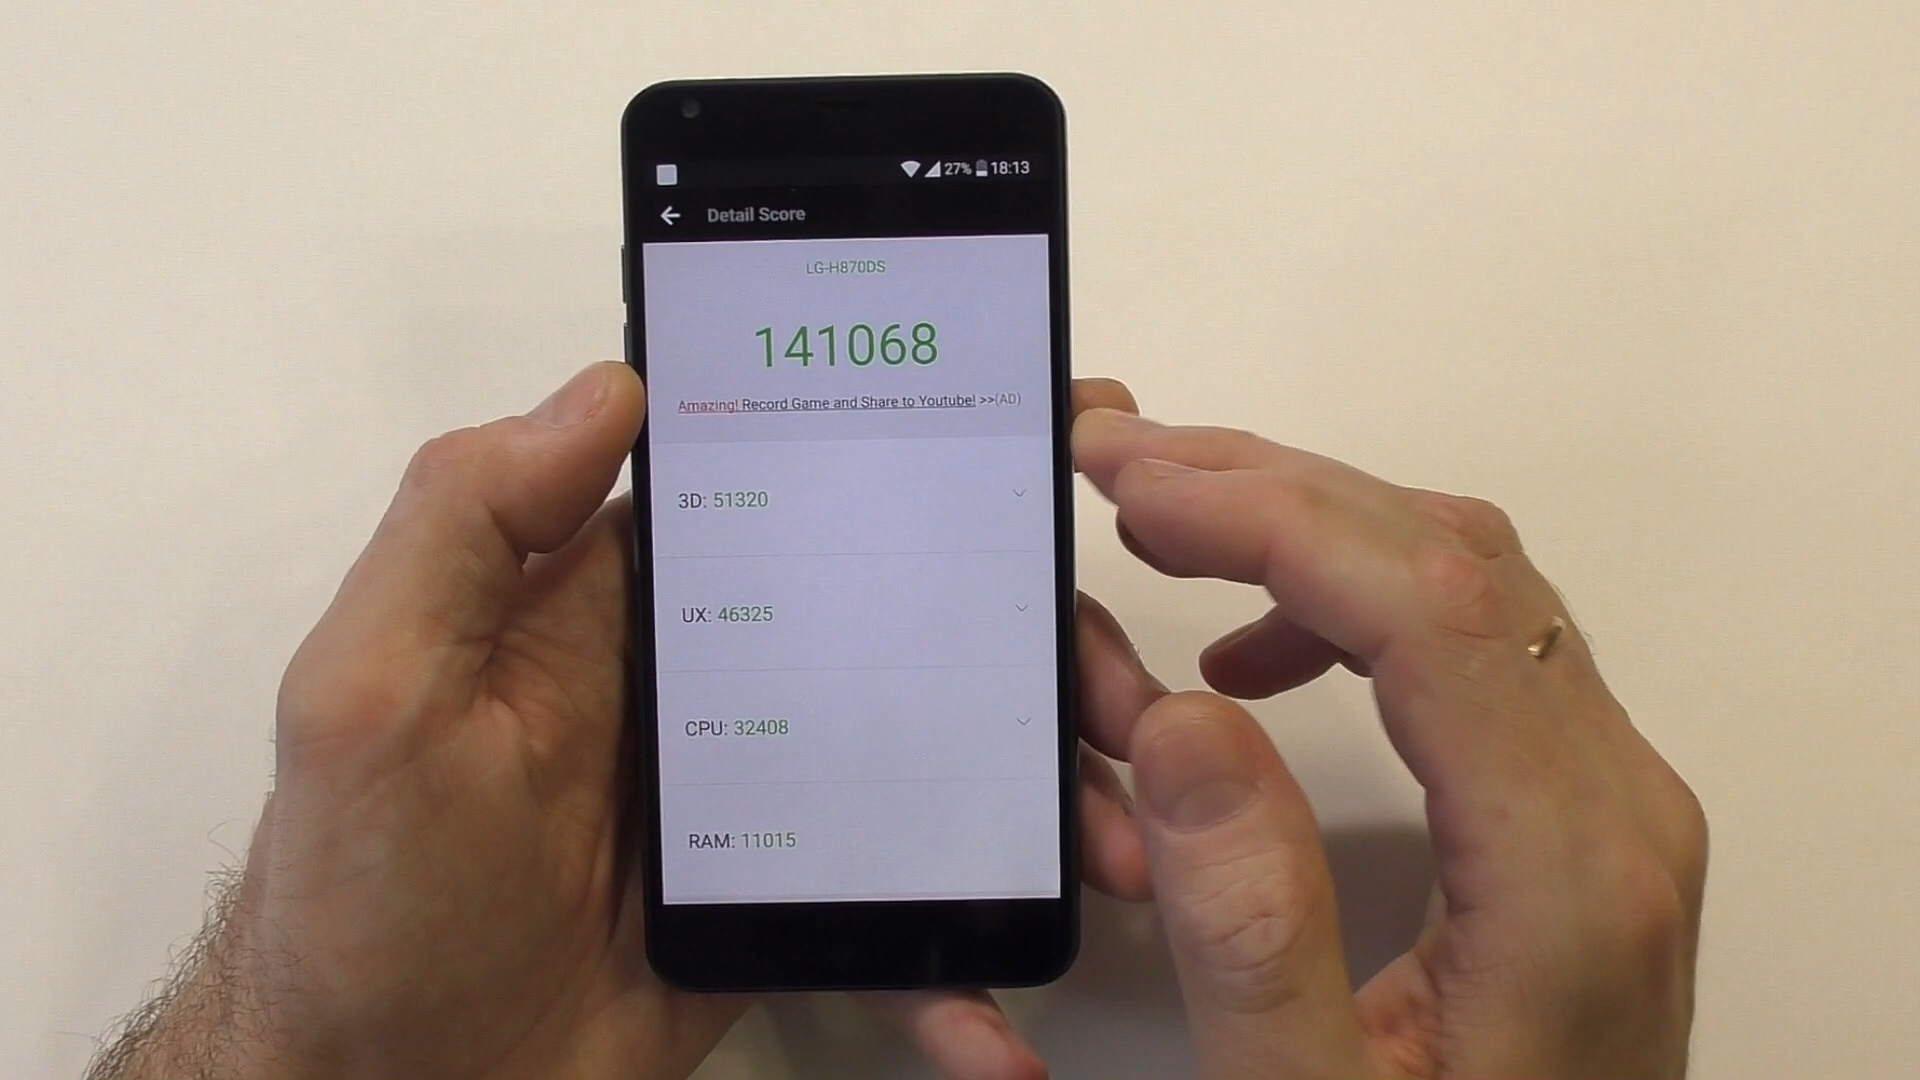 27% 18:13
Detail Score
LG-H870DS
141068
Amazing! Record Game and Share to Youtube! >>(AD)
3D: 51320
UX: 46325
CPU: 32408
RAM: 11015